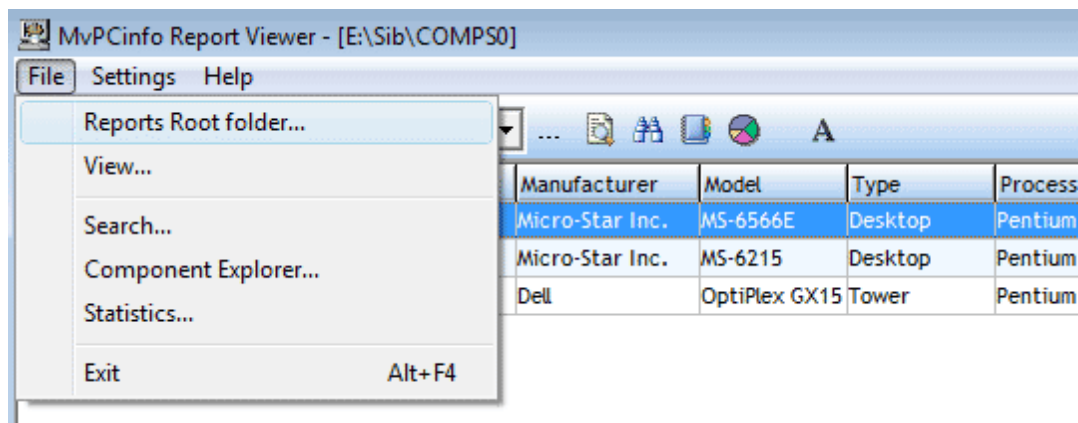 MvPCinfo Report Viewer - [E:\Sib\COMPS0]
File Settings Help
Reports Root folder...
... A
View...
Manufacturer Model Type Process
Search...
Micro-Star Inc. MS-6566E Desktop Pentium
Component Explorer...
Micro-Star Inc. MS-6215 Desktop Pentium
Statistics...
Dell OptiPlex GX15 Tower Pentium
Exit Alt+F4